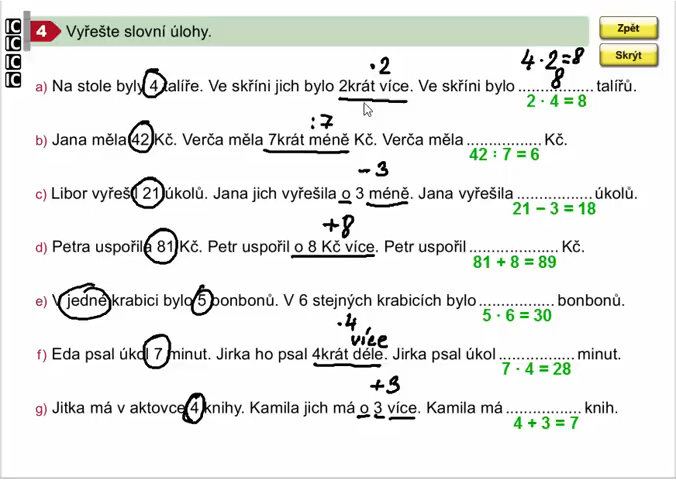 4 Vyřešte slovní úlohy.
Zpět
Skrýt
· 2
4 · 2 = 8
8
a) Na stole byly 4 talíře. Ve skříni jich bylo 2krát více. Ve skříni bylo ................ talířů.
2 · 4 = 8
: 7
b) Jana měla 42 Kč. Verča měla 7krát méně Kč. Verča měla ................. Kč.
42 : 7 = 6
– 3
c) Libor vyřešil 21 úkolů. Jana jich vyřešila o 3 méně. Jana vyřešila ................. úkolů.
21 – 3 = 18
+8
d) Petra uspořila 81 Kč. Petr uspořil o 8 Kč více. Petr uspořil .................... Kč.
81 + 8 = 89
e) V jedné krabici bylo 5 bonbonů. V 6 stejných krabicích bylo ................. bonbonů.
5 · 6 = 30
· 4
více
f) Eda psal úkol 7 minut. Jirka ho psal 4krát déle. Jirka psal úkol ................. minut.
7 · 4 = 28
+3
g) Jitka má v aktovce 4 knihy. Kamila jich má o 3 více. Kamila má ................. knih.
4 + 3 = 7